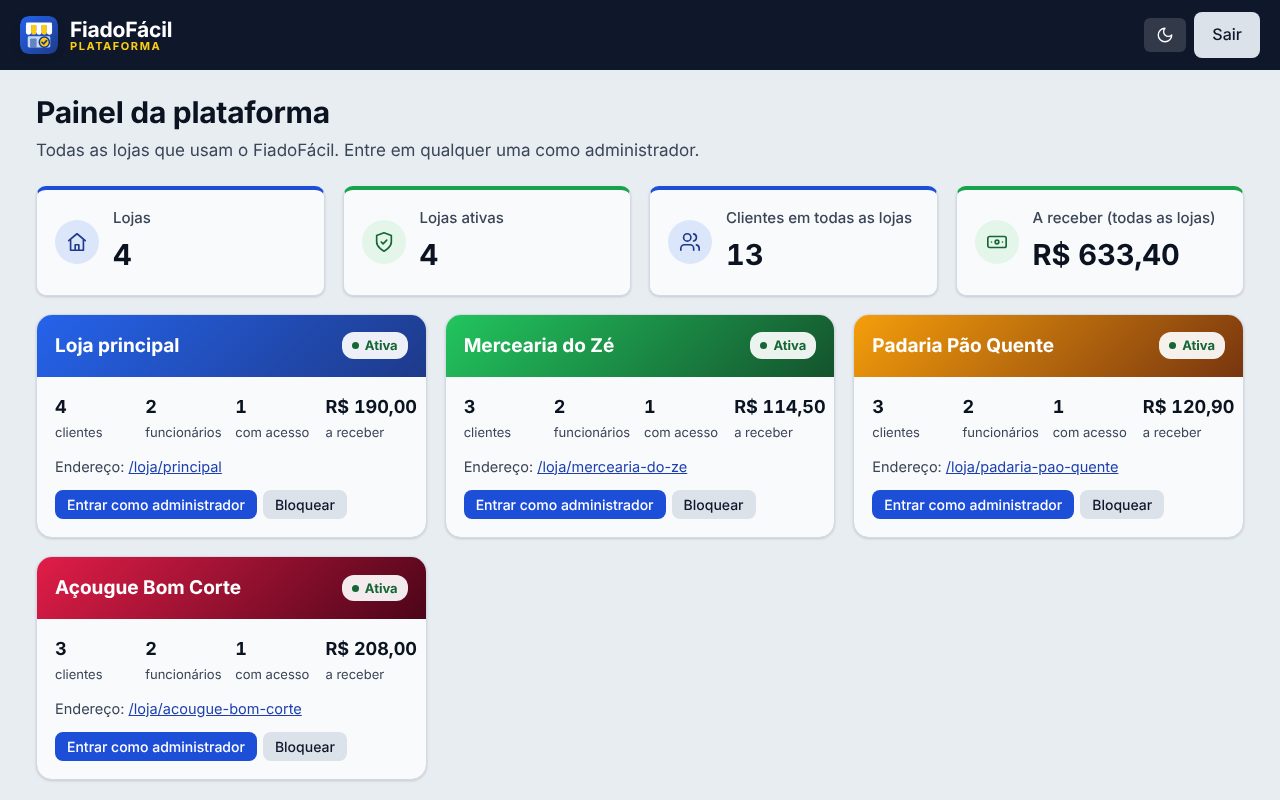 FiadoFácil
PLATAFORMA
Sair
Painel da plataforma
Todas as lojas que usam o FiadoFácil. Entre em qualquer uma como administrador.
Lojas
4
Lojas ativas
4
Clientes em todas as lojas
13
A receber (todas as lojas)
R$ 633,40
Loja principal
Ativa
4
clientes
2
funcionários
1
com acesso
R$ 190,00
a receber
Endereço: /loja/principal
Entrar como administrador
Bloquear
Mercearia do Zé
Ativa
3
clientes
2
funcionários
1
com acesso
R$ 114,50
a receber
Endereço: /loja/mercearia-do-ze
Entrar como administrador
Bloquear
Padaria Pão Quente
Ativa
3
clientes
2
funcionários
1
com acesso
R$ 120,90
a receber
Endereço: /loja/padaria-pao-quente
Entrar como administrador
Bloquear
Açougue Bom Corte
Ativa
3
clientes
2
funcionários
1
com acesso
R$ 208,00
a receber
Endereço: /loja/acougue-bom-corte
Entrar como administrador
Bloquear